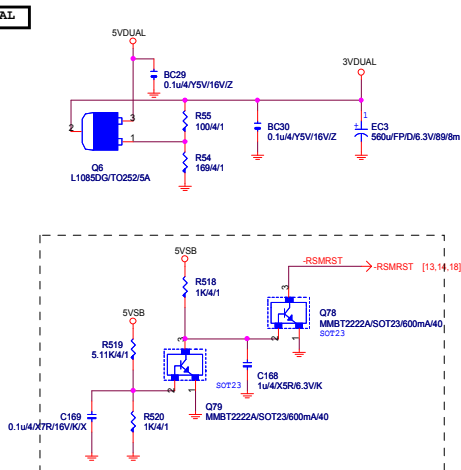 AL
5VDUAL
BC29
0.1u/4/Y5V/16V/Z
3VDUAL
3
2
1
R55
100/4/1
BC30
0.1u/4/Y5V/16V/Z
1
+
EC3
560u/FP/D/6.3V/89/8m
R54
169/4/1
Q6
L1085DG/TO252/5A
5VSB
-RSMRST
-RSMRST [13,14,18]
R518
1K/4/1
3
Q78
MMBT2222A/SOT23/600mA/40
SOT23
2
1
5VSB
R519
5.11K/4/1
3
SOT23
2
1
C168
1u/4/X5R/6.3V/K
Q79
MMBT2222A/SOT23/600mA/40
C169
0.1u/4/X7R/16V/K/X
R520
1K/4/1